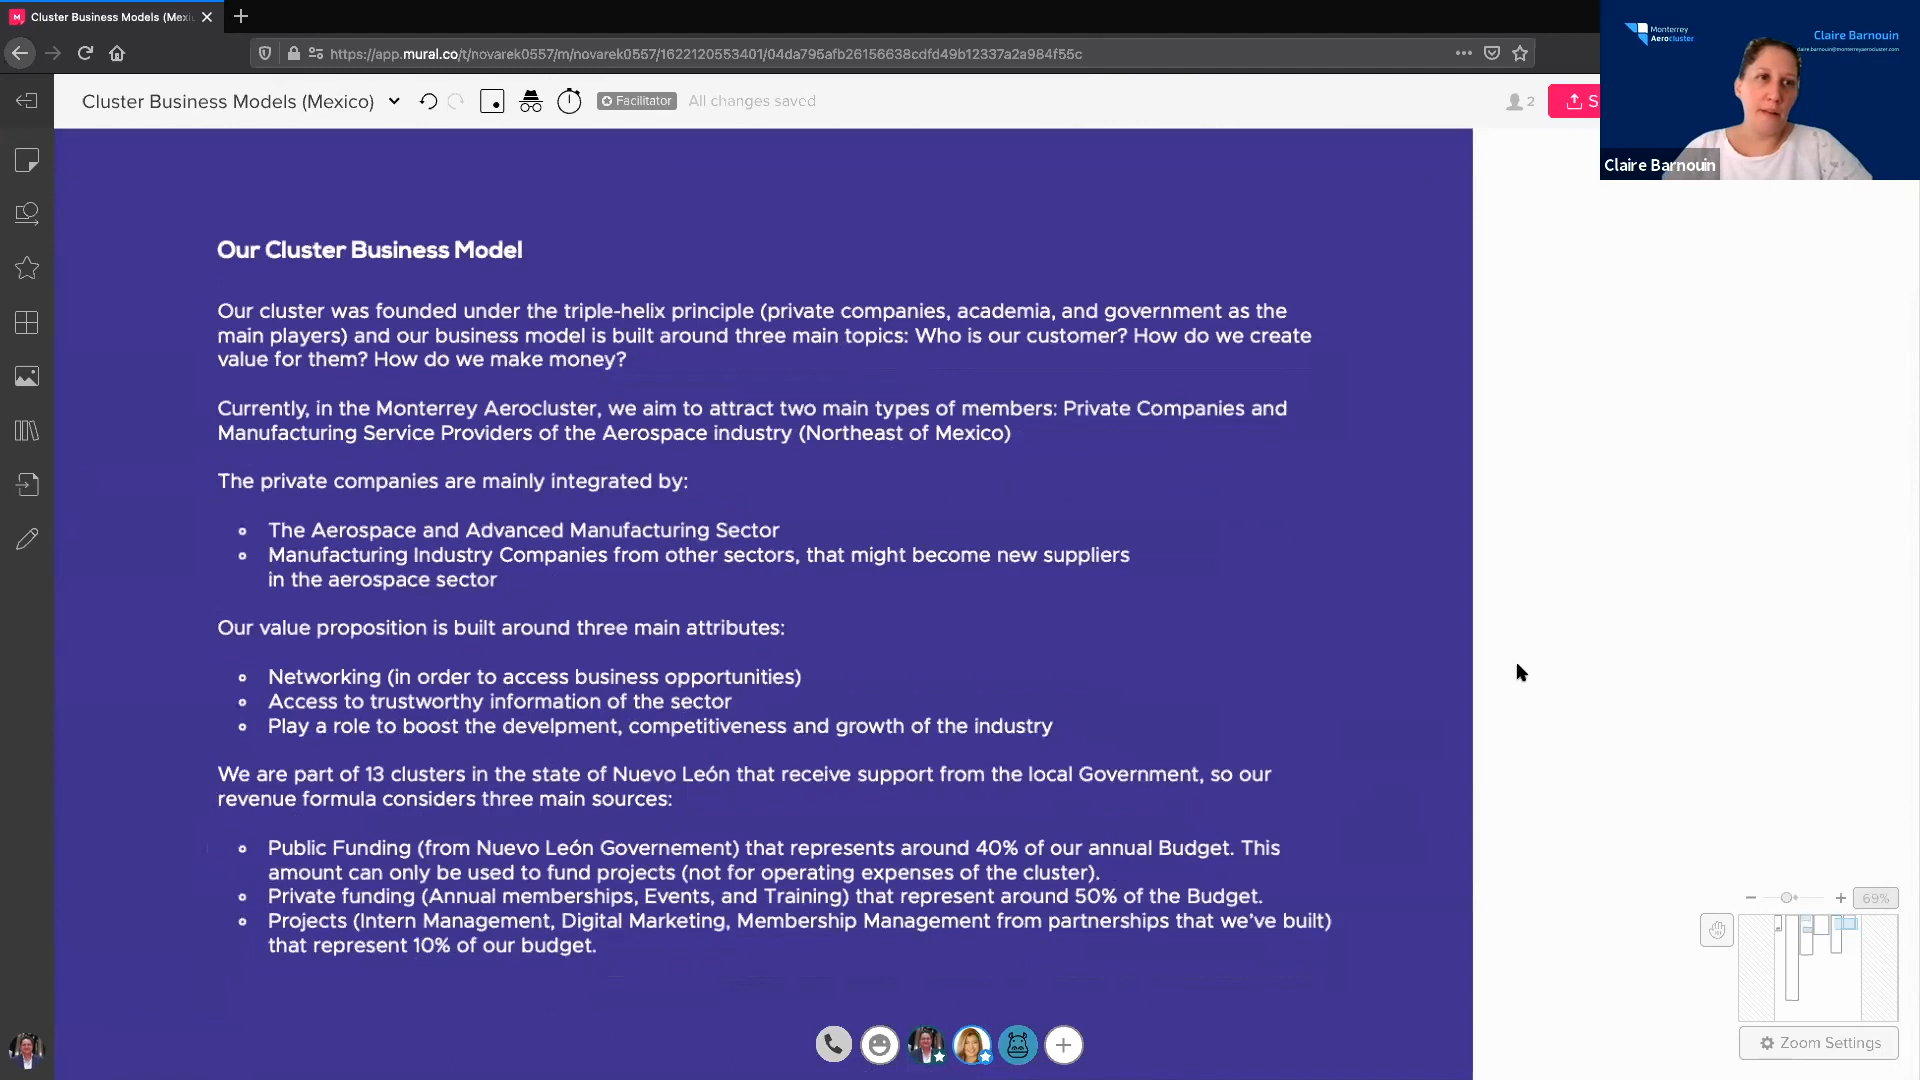 Cluster Business Models (Mexi
https://app.mural.co/t/novarek0557/m/novarek0557/1622120553401/04da795afb26156638cdfd49b12337a2a984f55c
Monterrey
Aerocluster
Claire Barnouin
claire.barnouin@monterreyaerocluster.com
Cluster Business Models (Mexico)
Facilitator
All changes saved
2
S
Claire Barnouin
Our Cluster Business Model
Our cluster was founded under the triple-helix principle (private companies, academia, and government as the
main players) and our business model is built around three main topics: Who is our customer? How do we create
value for them? How do we make money?
Currently, in the Monterrey Aerocluster, we aim to attract two main types of members: Private Companies and
Manufacturing Service Providers of the Aerospace industry (Northeast of Mexico)
The private companies are mainly integrated by:
The Aerospace and Advanced Manufacturing Sector
Manufacturing Industry Companies from other sectors, that might become new suppliers
in the aerospace sector
Our value proposition is built around three main attributes:
Networking (in order to access business opportunities)
Access to trustworthy information of the sector
Play a role to boost the develpment, competitiveness and growth of the industry
We are part of 13 clusters in the state of Nuevo León that receive support from the local Government, so our
revenue formula considers three main sources:
Public Funding (from Nuevo León Governement) that represents around 40% of our annual Budget. This
amount can only be used to fund projects (not for operating expenses of the cluster).
Private funding (Annual memberships, Events, and Training) that represent around 50% of the Budget.
Projects (Intern Management, Digital Marketing, Membership Management from partnerships that we've built)
that represent 10% of our budget.
69%
Zoom Settings